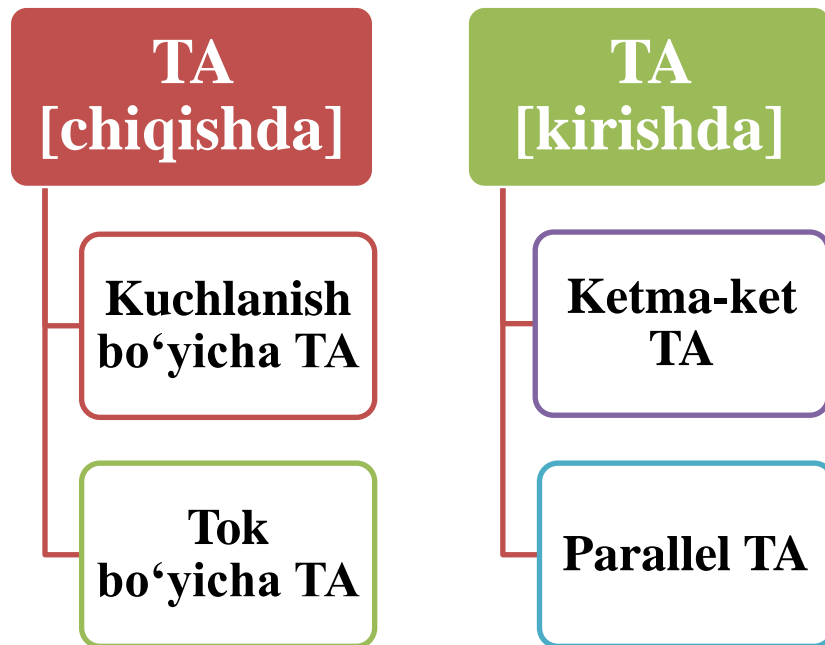 TA
[chiqishda]
Kuchlanish
bo‘yicha TA
Tok
bo‘yicha TA
TA
[kirishda]
Ketma-ket
TA
Parallel TA